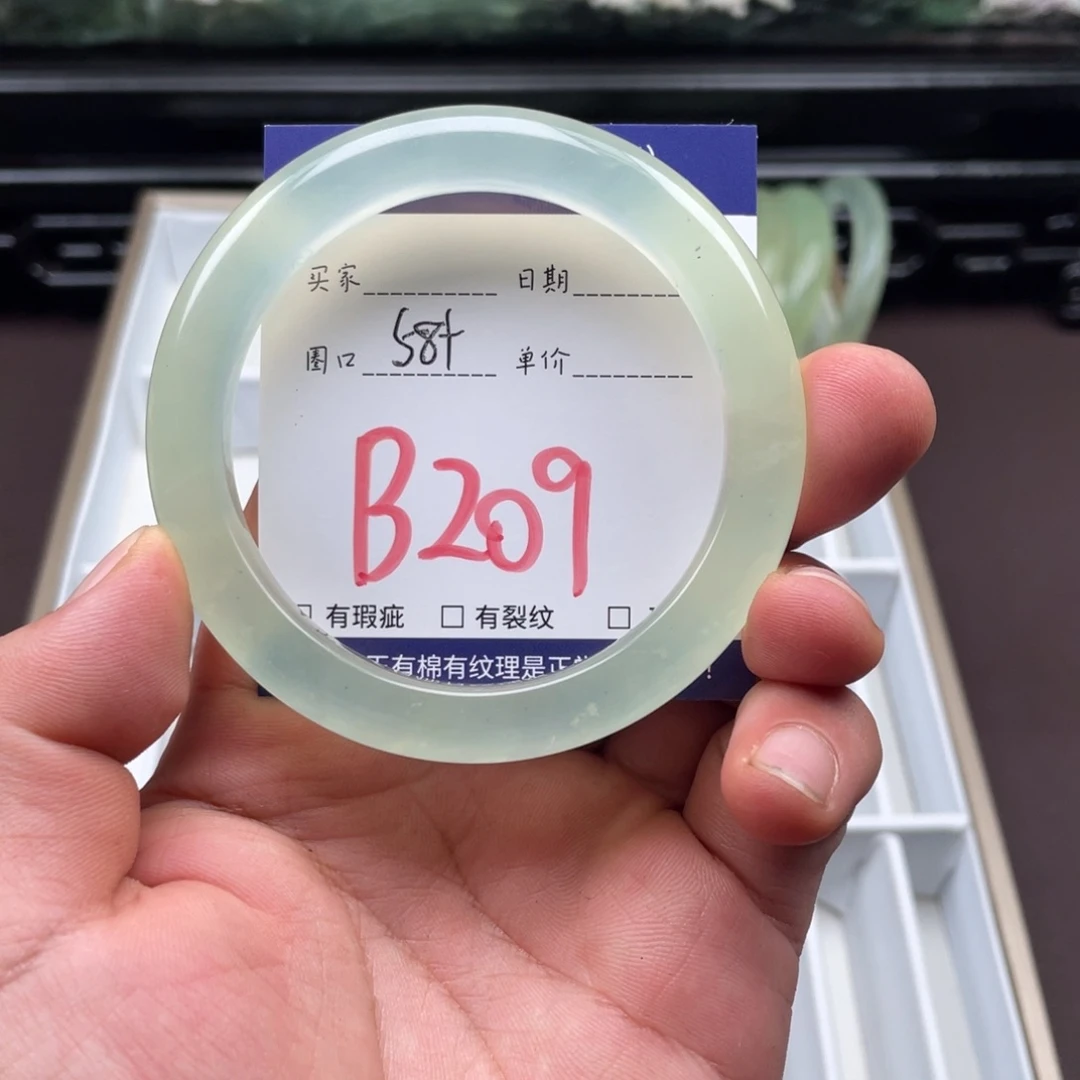 买家 日期
圈口 58+ 单价
B209
有瑕疵 有裂纹
有棉有纹理是正 !